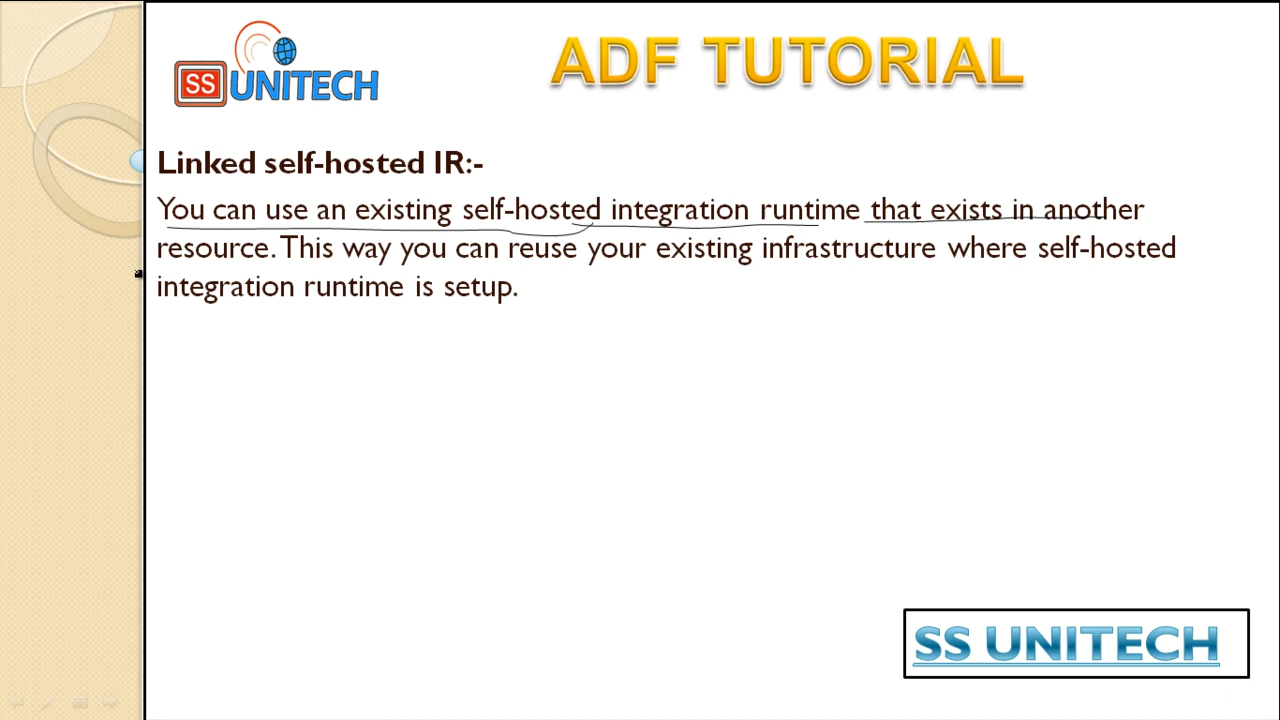 SS UNITECH
ADF TUTORIAL
Linked self-hosted IR:-
You can use an existing self-hosted integration runtime that exists in another
resource. This way you can reuse your existing infrastructure where self-hosted
integration runtime is setup.
SS UNITECH